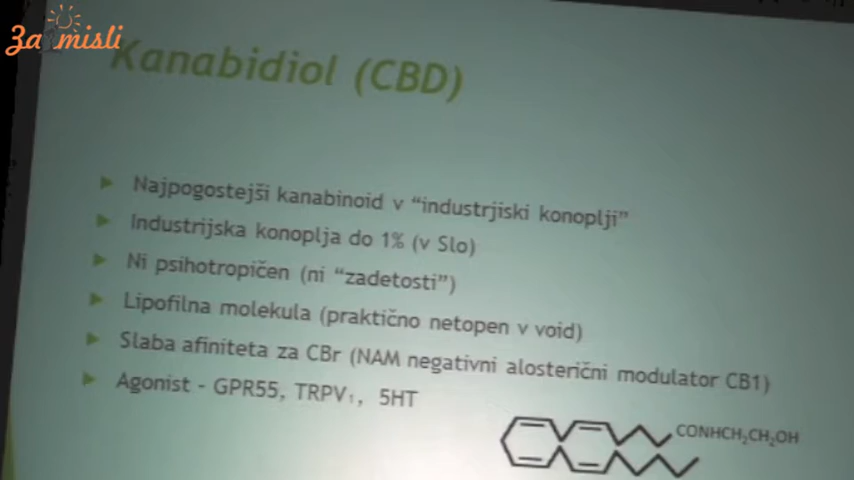 Za misli
Kanabidiol (CBD)
Najpogostejši kanabinoid v “industrjiski konoplji”
Industrijska konoplja do 1% (v Slo)
Ni psihotropičen (ni “zadetosti”)
Lipofilna molekula (praktično netopen v void)
Slaba afiniteta za CBr (NAM negativni alosterični modulator CB1)
Agonist - GPR55, TRPV₁, 5HT
CONHCH₂CH₂OH